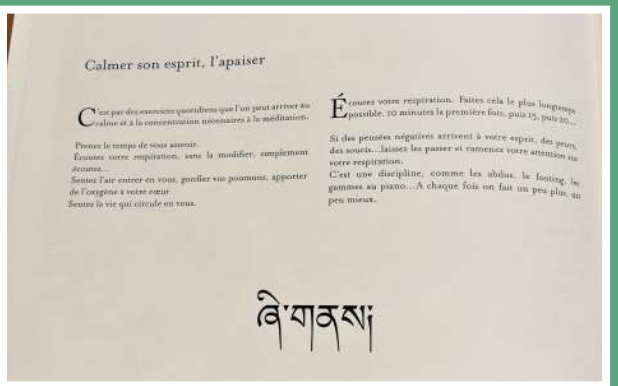 Calmer son esprit, l'apaiser
C'est par des exercices quotidiens que l'on peut arriver au
calme et à la concentration nécessaires à la méditation.
Prenez le temps de vous asseoir.
Écoutez votre respiration, sans la modifier, simplement
écoutez...
Sentez l'air entrer en vous, gonfler vos poumons, apporter
de l'oxygène à votre cœur
Sentez la vie qui circule en vous.
Écoutez votre respiration. Faites cela le plus longtemps
possible. 10 minutes la première fois, puis 15, puis 20...
Si des pensées négatives arrivent à votre esprit, des peurs,
des soucis...laissez les passer et ramenez votre attention sur
votre respiration.
C'est une discipline, comme les abdos, le footing, les
gammes au piano...A chaque fois on fait un peu plus, un
peu mieux.
ཞི་གནས།